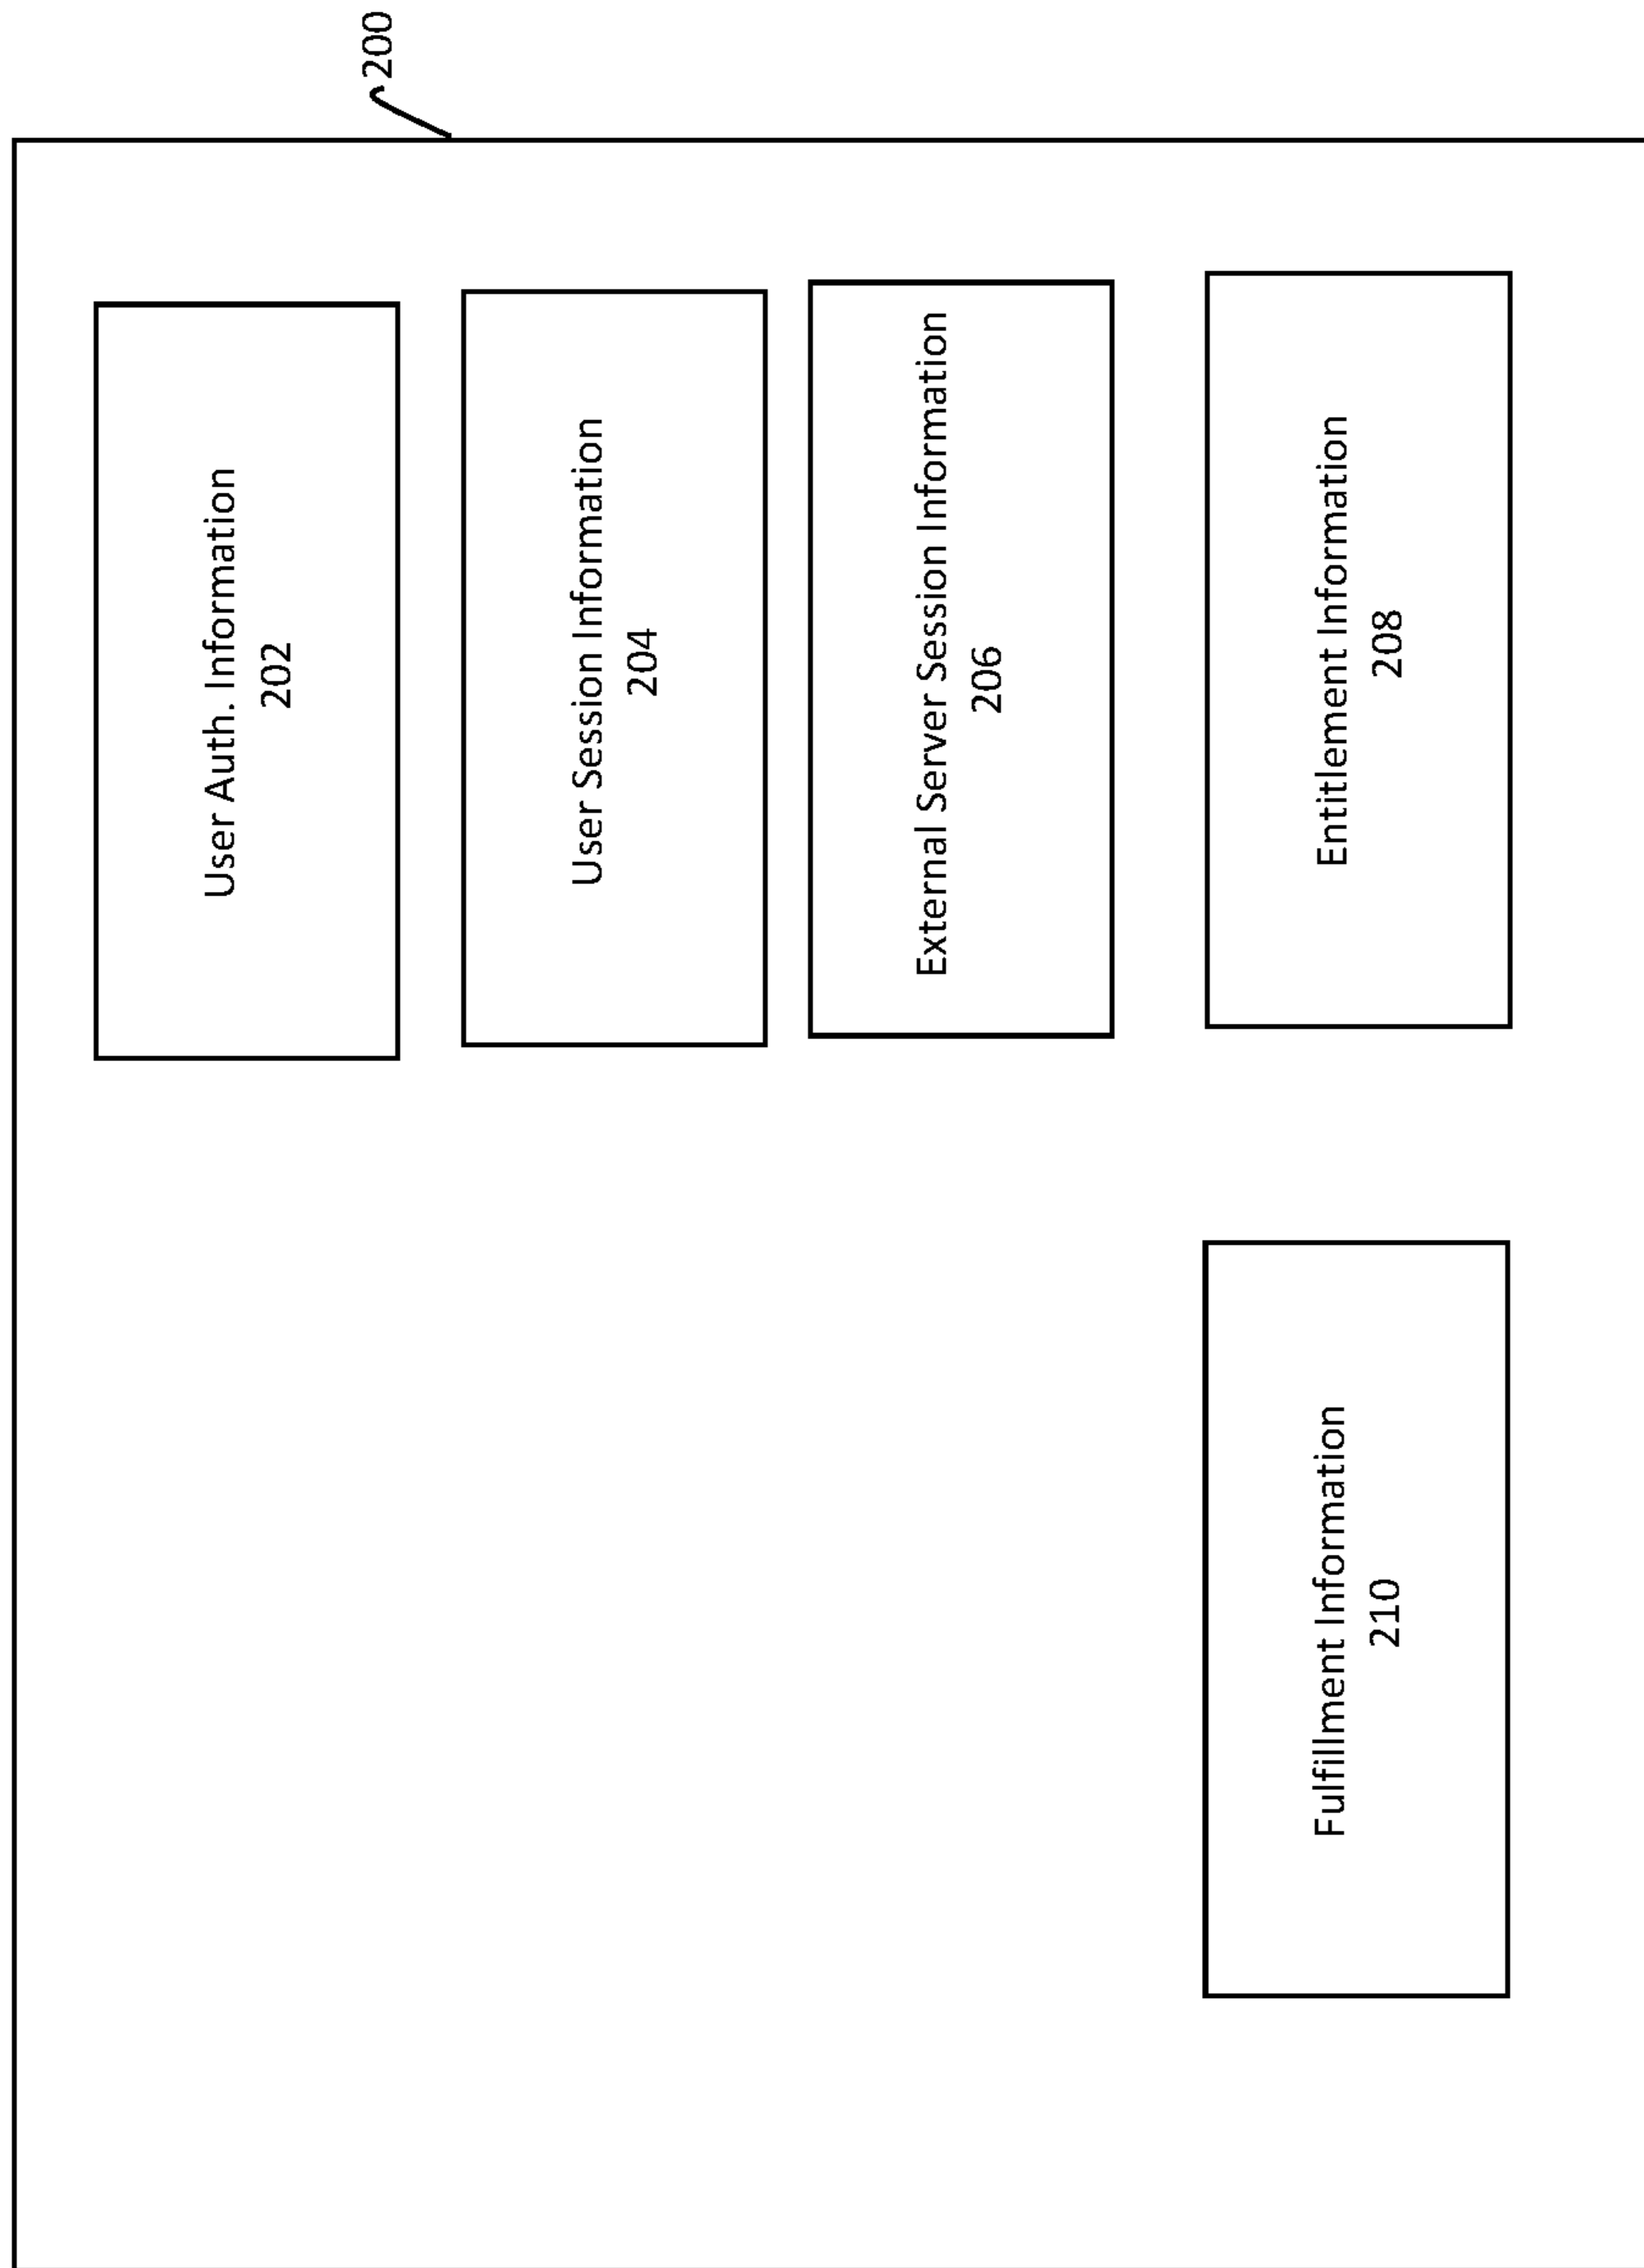 200
User Auth. Information
202
User Session Information
204
External Server Session Information
206
Entitlement Information
208
Fulfillment Information
210